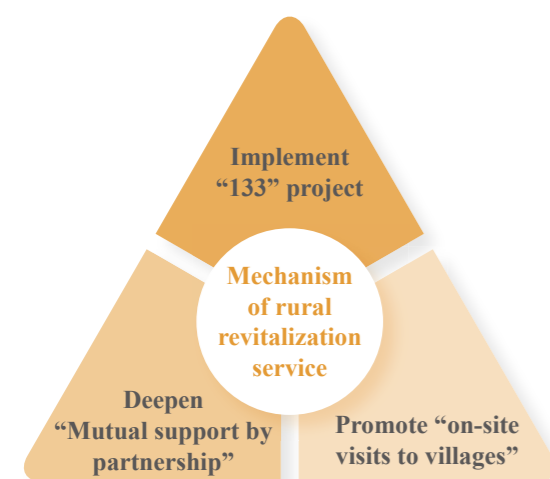 Implement
“133” project
Mechanism
of rural
revitalization
service
Deepen
“Mutual support by
partnership”
Promote “on-site
visits to villages”